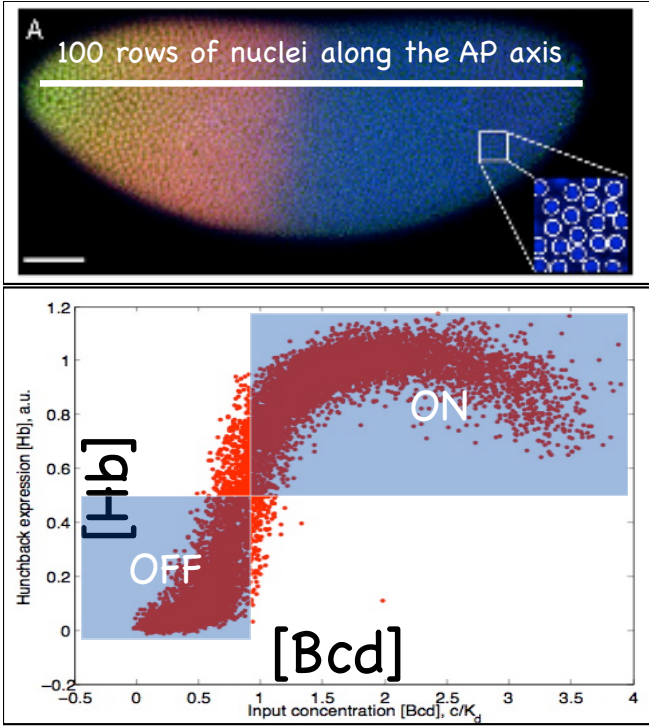 A
100 rows of nuclei along the AP axis
1.2
1
0.8
0.6
0.4
0.2
0
−0.2
Hunchback expression [Hb], a.u.
[Hb]
ON
OFF
[Bcd]
−0.5
0
0.5
1
1.5
2
2.5
3
3.5
4
Input concentration [Bcd], c/Kd